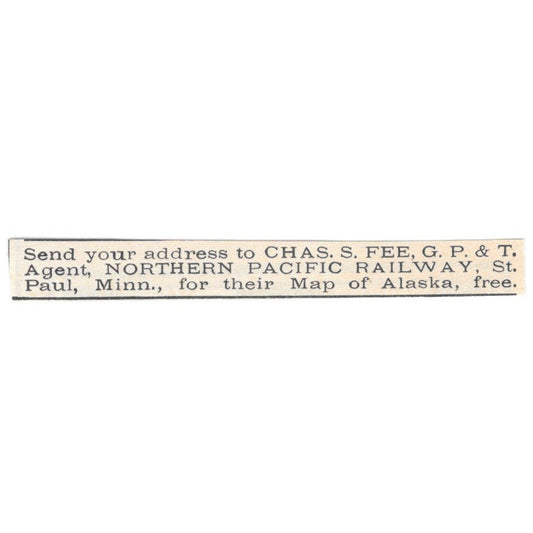 Send your address to CHAS. S. FEE, G. P. & T.
Agent, NORTHERN PACIFIC RAILWAY, St.
Paul, Minn., for their Map of Alaska, free.